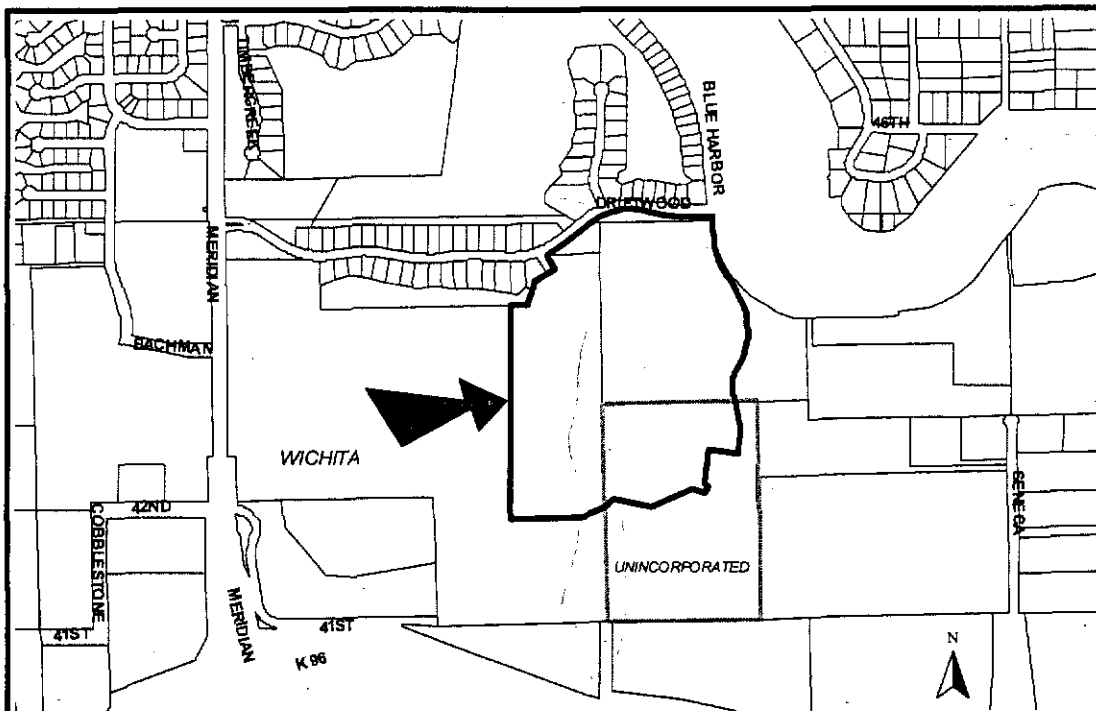 TIMBERCREEK
BLUE HARBOR
46TH
DRIFTWOOD
MERIDIAN
BACHMAN
WICHITA
42ND
COBBLESTONE
SENECA
UNINCORPORATED
MERIDIAN
41ST
41ST
K 96
N